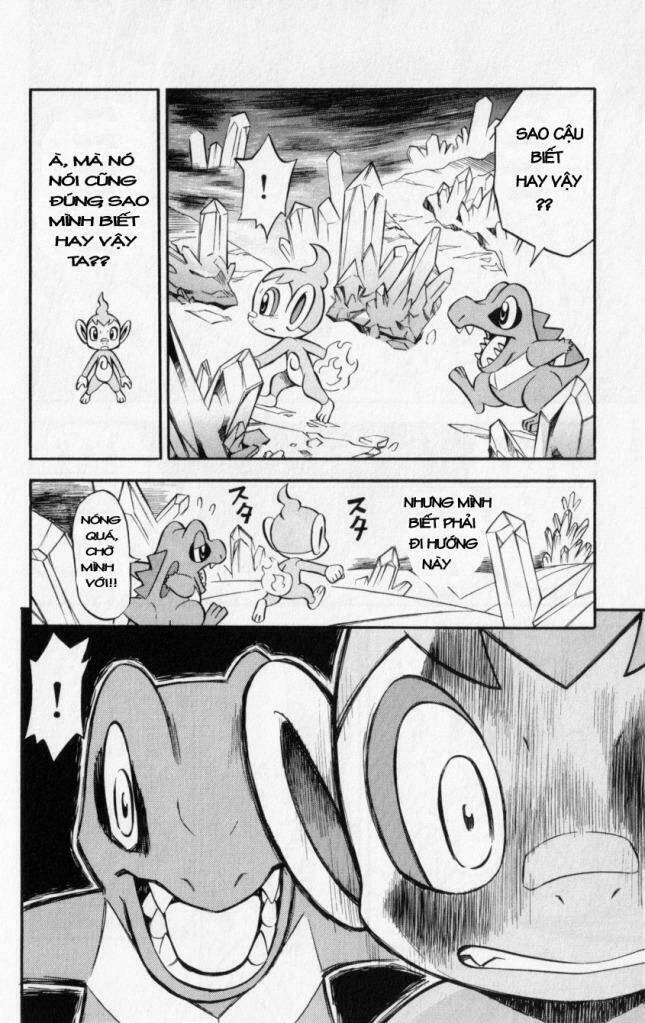 SAO CẬU
BIẾT
HAY VẬY
??
!
À, MÀ NÓ
NÓI CŨNG
ĐÚNG, SAO
MÌNH BIẾT
HAY VẬY
TA??
NHƯNG MÌNH
BIẾT PHẢI
ĐI HƯỚNG
NÀY
スタ
スタ
NÓNG
QUÁ,
CHỜ
MÌNH
VỚI!!
!